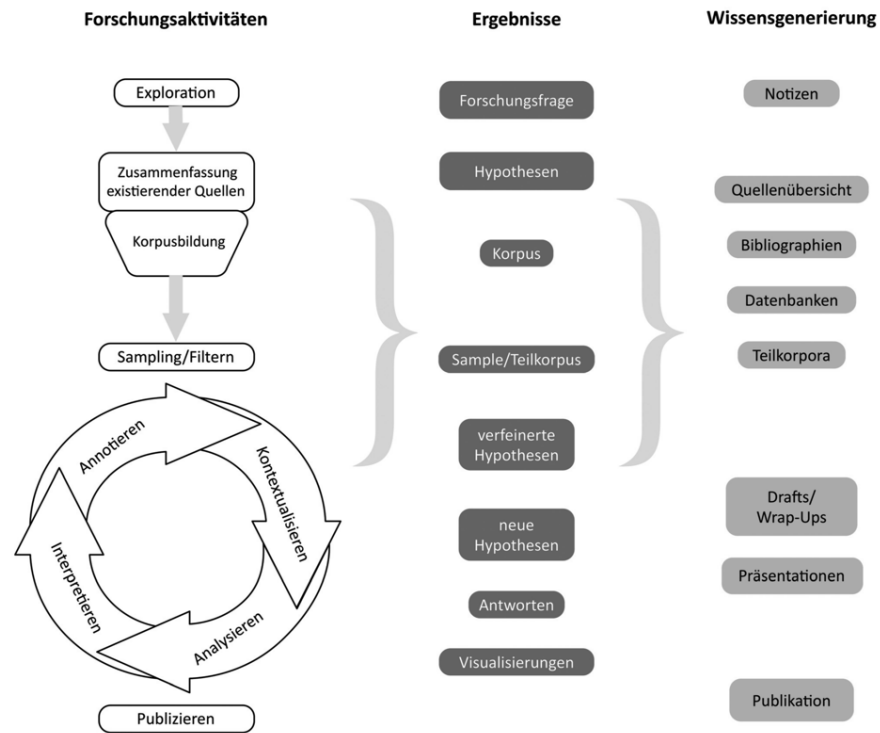 Forschungsaktivitäten
Exploration
Zusammenfassung
existierender Quellen
Korpusbildung
Sampling/Filtern
Annotieren
Kontextualisieren
Analysieren
Interpretieren
Publizieren
Ergebnisse
Forschungsfrage
Hypothesen
Korpus
Sample/Teilkorpus
verfeinerte
Hypothesen
neue
Hypothesen
Antworten
Visualisierungen
Wissensgenerierung
Notizen
Quellenübersicht
Bibliographien
Datenbanken
Teilkorpora
Drafts/
Wrap-Ups
Präsentationen
Publikation